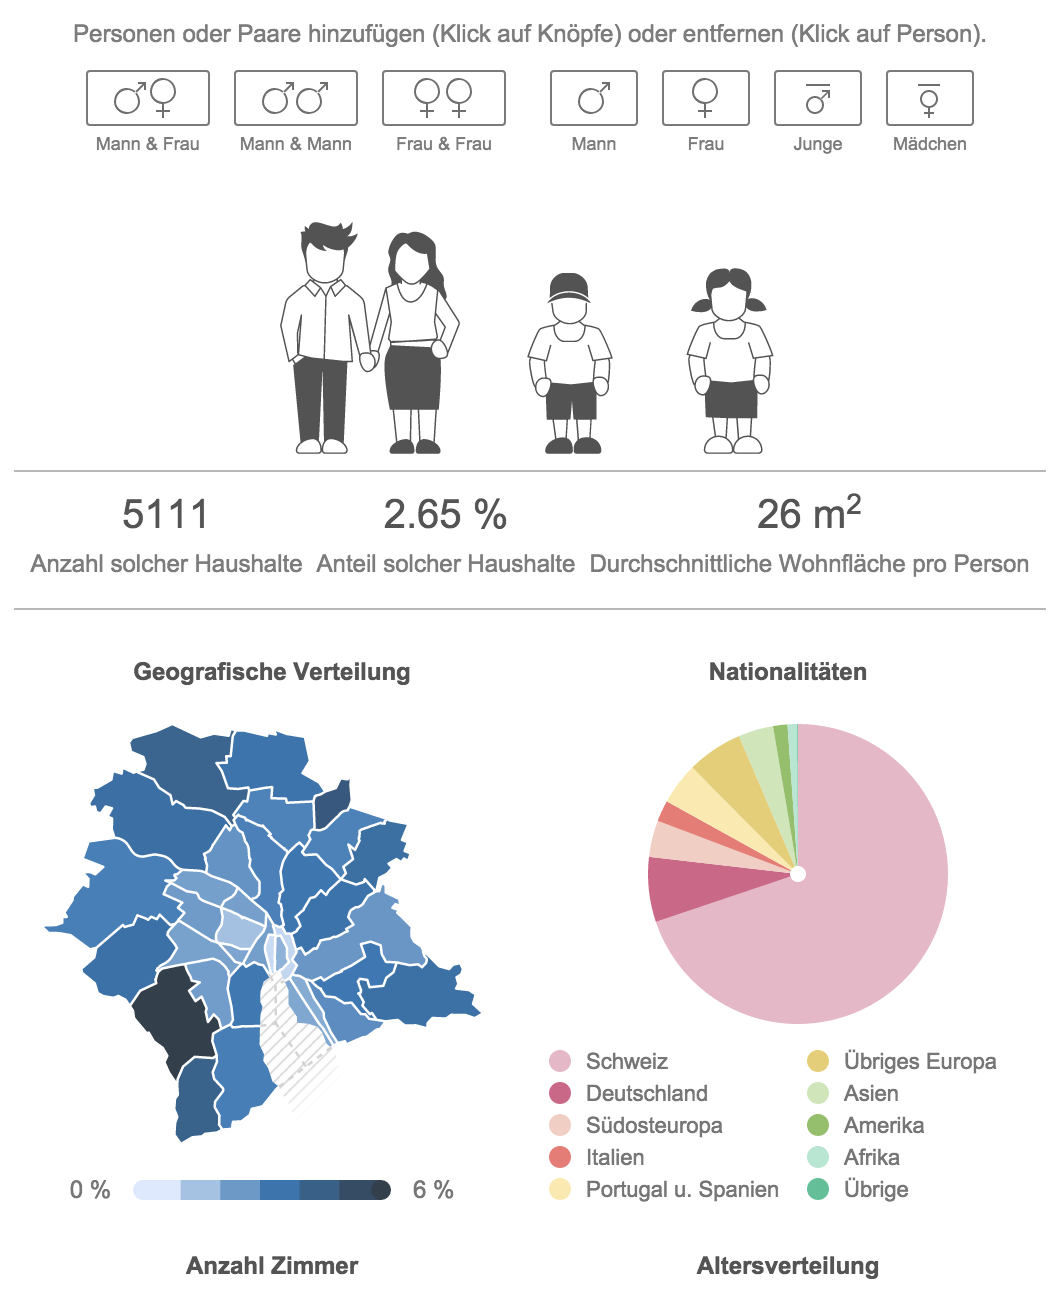 Personen oder Paare hinzufügen (Klick auf Knöpfe) oder entfernen (Klick auf Person).
Mann & Frau
Mann & Mann
Frau & Frau
Mann
Frau
Junge
Mädchen
5111
Anzahl solcher Haushalte
2.65 %
Anteil solcher Haushalte
26 m²
Durchschnittliche Wohnfläche pro Person
Geografische Verteilung
0 %
6 %
Nationalitäten
Schweiz
Deutschland
Südosteuropa
Italien
Portugal u. Spanien
Übriges Europa
Asien
Amerika
Afrika
Übrige
Anzahl Zimmer
Altersverteilung